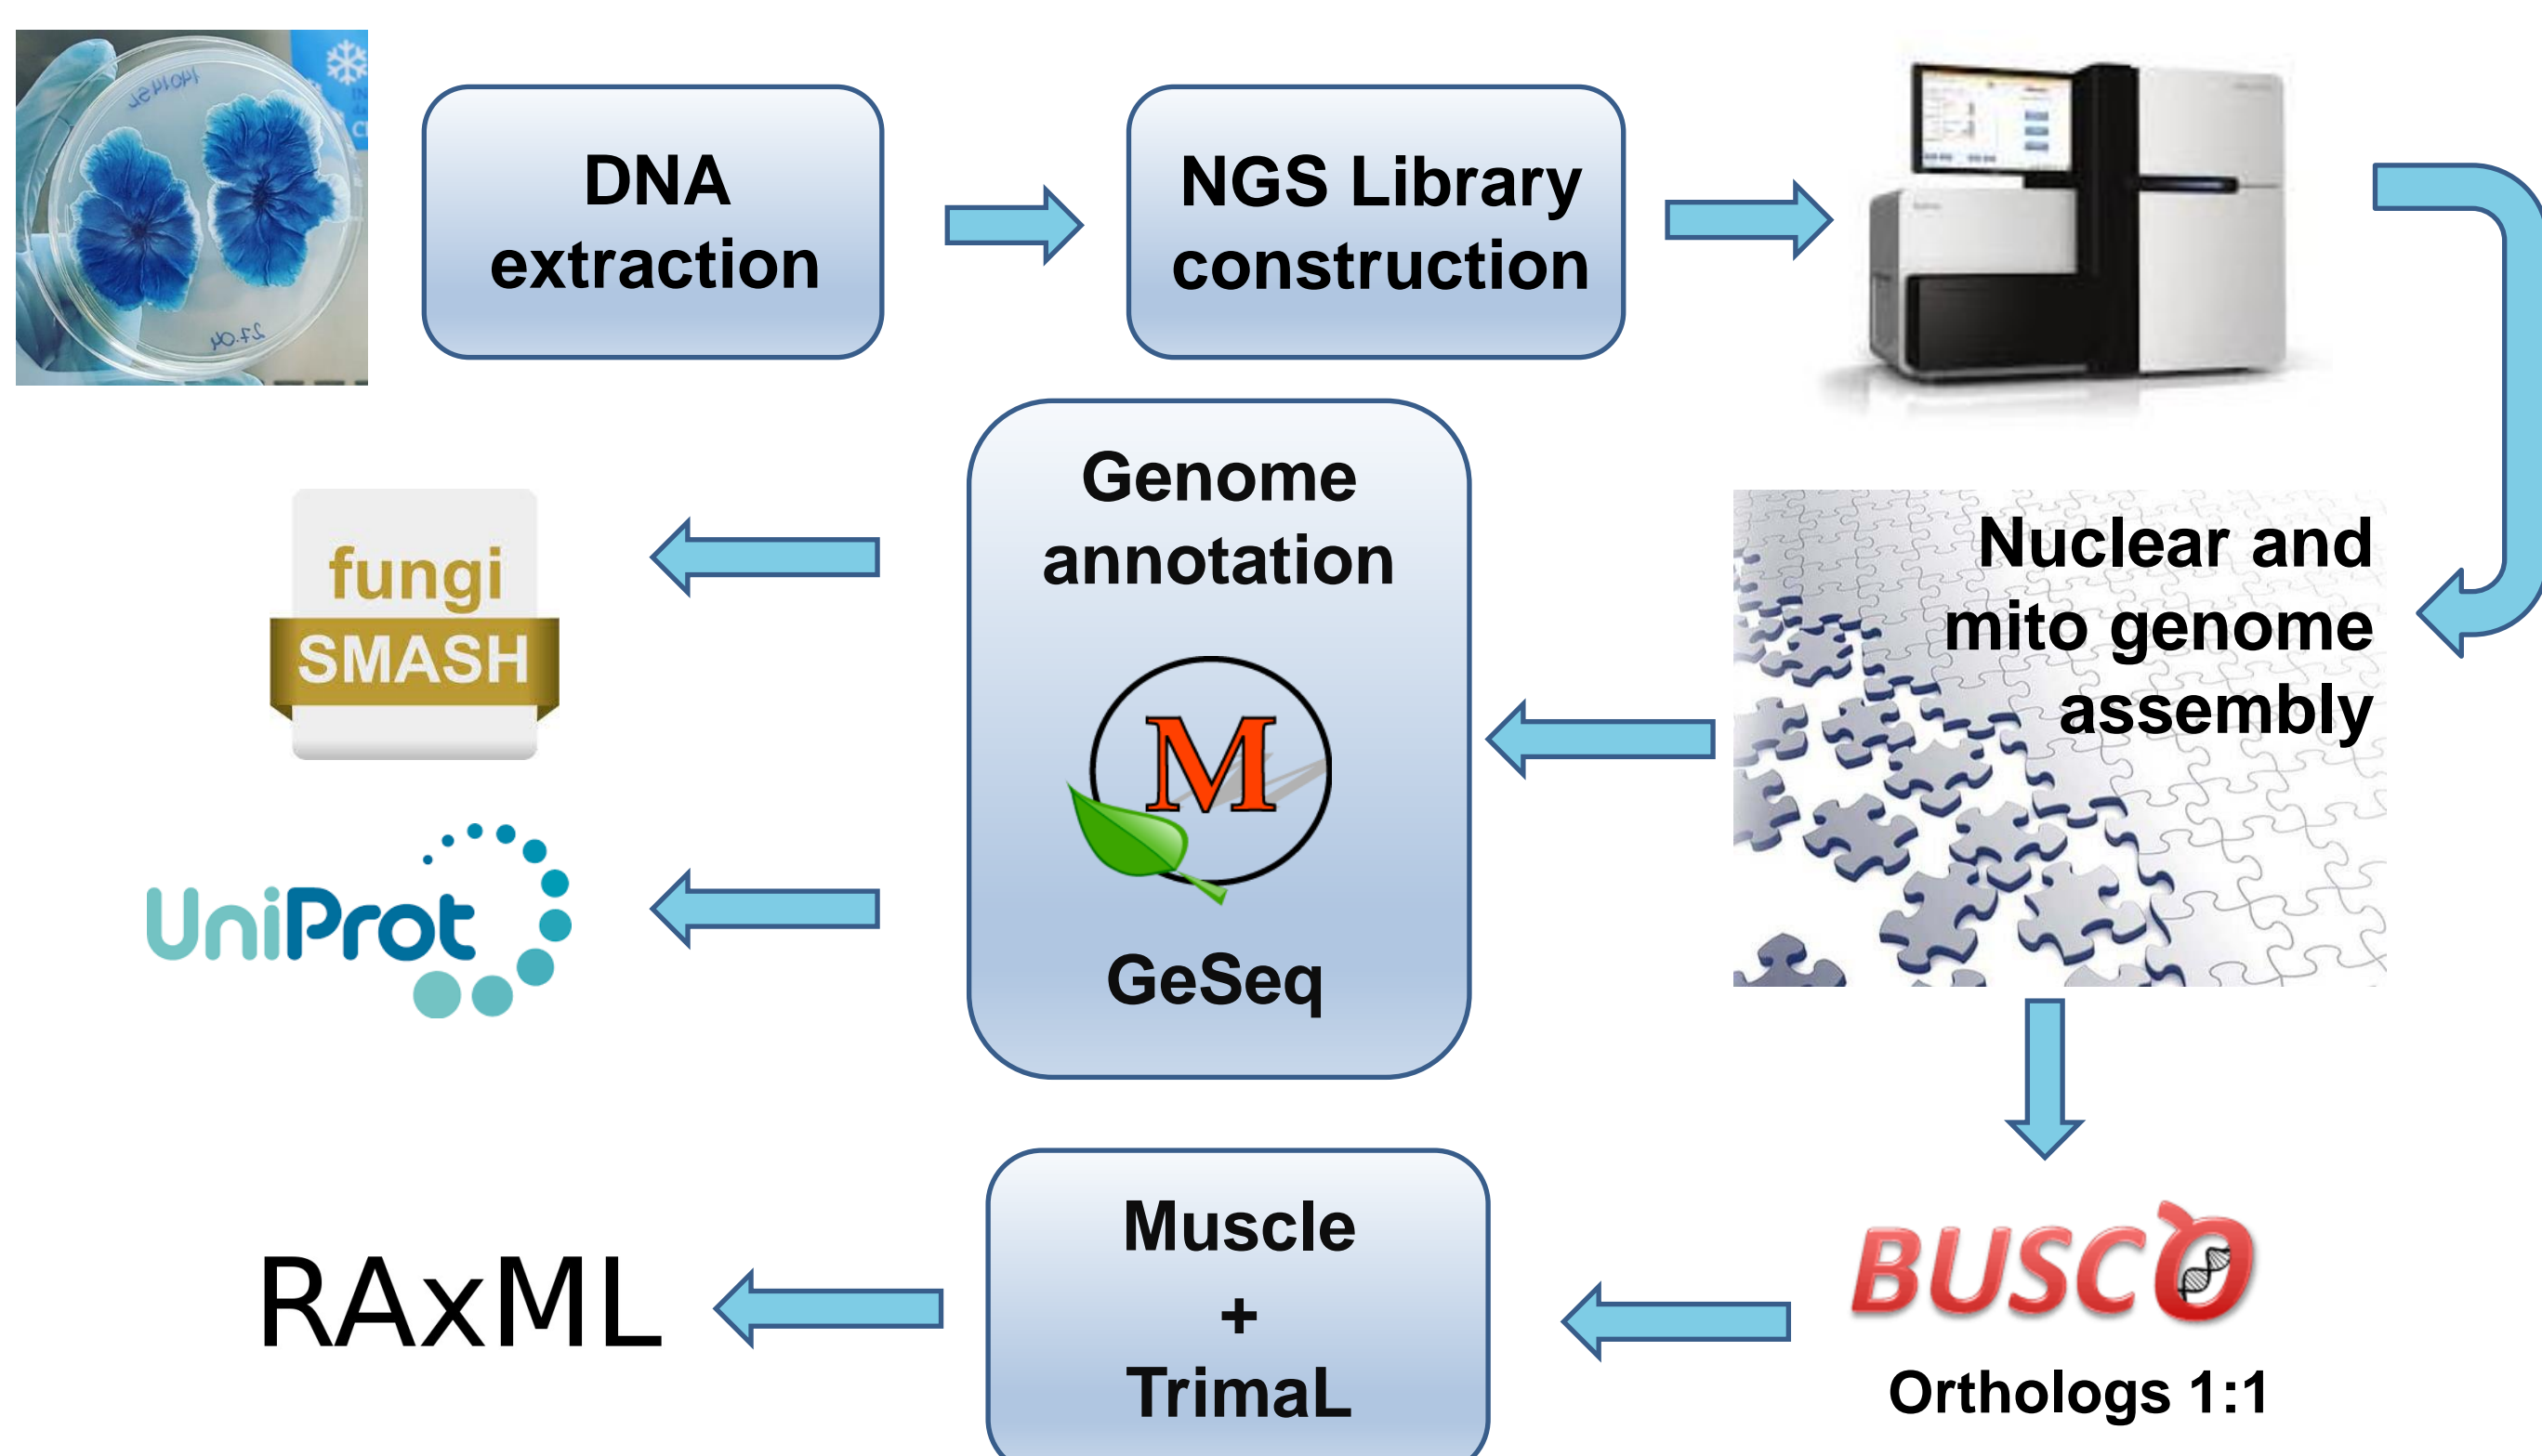 DNA
extraction
NGS Library
construction
Genome
annotation
M
GeSeq
fungi
SMASH
UniProt
Nuclear and
mito genome
assembly
BUSCO
Orthologs 1:1
Muscle
+
TrimaL
RAxML